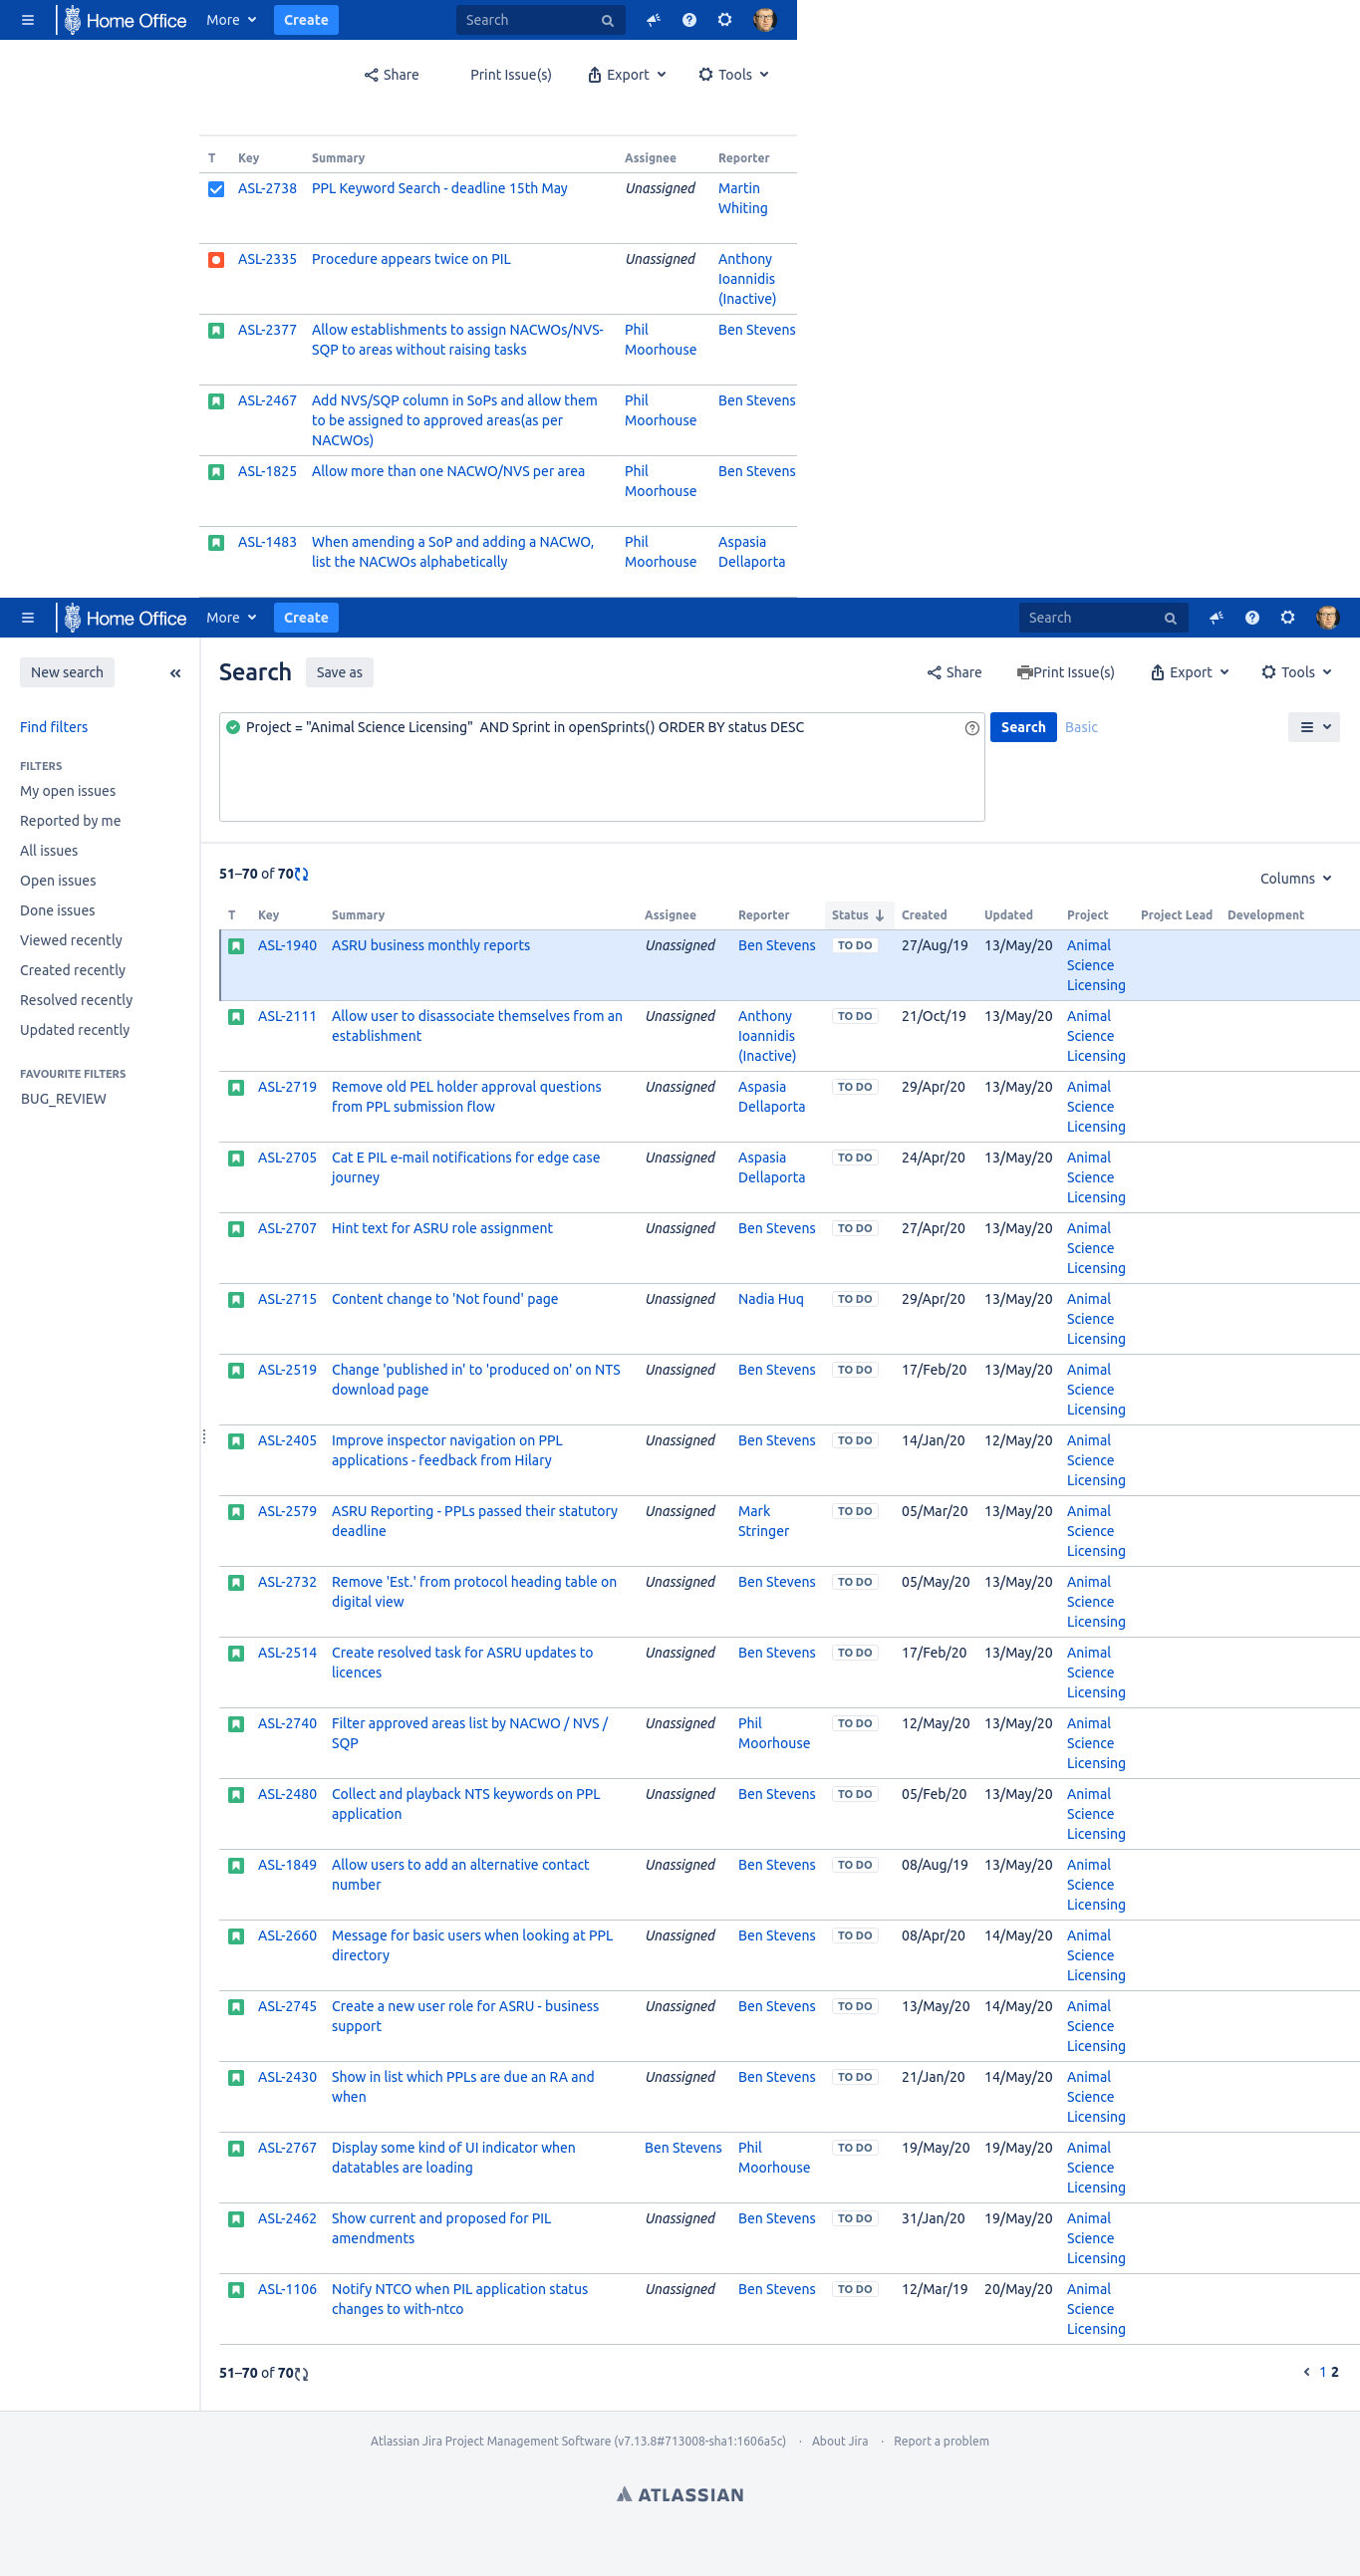 Home Office More Create Search
Share Print Issue(s) Export Tools
T Key Summary Assignee Reporter
ASL-2738 PPL Keyword Search - deadline 15th May Unassigned Martin
Whiting
ASL-2335 Procedure appears twice on PIL Unassigned Anthony
Ioannidis
(Inactive)
ASL-2377 Allow establishments to assign NACWOs/NVS- Phil Ben Stevens
SQP to areas without raising tasks Moorhouse
ASL-2467 Add NVS/SQP column in SoPs and allow them Phil Ben Stevens
to be assigned to approved areas(as per Moorhouse
NACWOs)
ASL-1825 Allow more than one NACWO/NVS per area Phil Ben Stevens
Moorhouse
ASL-1483 When amending a SoP and adding a NACWO, Phil Aspasia
list the NACWOs alphabetically Moorhouse Dellaporta
Home Office More Create Search
New search Search Save as Share Print Issue(s) Export Tools
Find filters Project = "Animal Science Licensing" AND Sprint in openSprints() ORDER BY status DESC Search Basic
FILTERS
My open issues
Reported by me
All issues
Open issues
Done issues
Viewed recently
Created recently
Resolved recently
Updated recently
FAVOURITE FILTERS
BUG_REVIEW
51–70 of 70 Columns
T Key Summary Assignee Reporter Status Created Updated Project Project Lead Development
ASL-1940 ASRU business monthly reports Unassigned Ben Stevens TO DO 27/Aug/19 13/May/20 Animal
Science
Licensing
ASL-2111 Allow user to disassociate themselves from an Unassigned Anthony TO DO 21/Oct/19 13/May/20 Animal
establishment Ioannidis Science
(Inactive) Licensing
ASL-2719 Remove old PEL holder approval questions Unassigned Aspasia TO DO 29/Apr/20 13/May/20 Animal
from PPL submission flow Dellaporta Science
Licensing
ASL-2705 Cat E PIL e-mail notifications for edge case Unassigned Aspasia TO DO 24/Apr/20 13/May/20 Animal
journey Dellaporta Science
Licensing
ASL-2707 Hint text for ASRU role assignment Unassigned Ben Stevens TO DO 27/Apr/20 13/May/20 Animal
Science
Licensing
ASL-2715 Content change to 'Not found' page Unassigned Nadia Huq TO DO 29/Apr/20 13/May/20 Animal
Science
Licensing
ASL-2519 Change 'published in' to 'produced on' on NTS Unassigned Ben Stevens TO DO 17/Feb/20 13/May/20 Animal
download page Science
Licensing
ASL-2405 Improve inspector navigation on PPL Unassigned Ben Stevens TO DO 14/Jan/20 12/May/20 Animal
applications - feedback from Hilary Science
Licensing
ASL-2579 ASRU Reporting - PPLs passed their statutory Unassigned Mark TO DO 05/Mar/20 13/May/20 Animal
deadline Stringer Science
Licensing
ASL-2732 Remove 'Est.' from protocol heading table on Unassigned Ben Stevens TO DO 05/May/20 13/May/20 Animal
digital view Science
Licensing
ASL-2514 Create resolved task for ASRU updates to Unassigned Ben Stevens TO DO 17/Feb/20 13/May/20 Animal
licences Science
Licensing
ASL-2740 Filter approved areas list by NACWO / NVS / Unassigned Phil TO DO 12/May/20 13/May/20 Animal
SQP Moorhouse Science
Licensing
ASL-2480 Collect and playback NTS keywords on PPL Unassigned Ben Stevens TO DO 05/Feb/20 13/May/20 Animal
application Science
Licensing
ASL-1849 Allow users to add an alternative contact Unassigned Ben Stevens TO DO 08/Aug/19 13/May/20 Animal
number Science
Licensing
ASL-2660 Message for basic users when looking at PPL Unassigned Ben Stevens TO DO 08/Apr/20 14/May/20 Animal
directory Science
Licensing
ASL-2745 Create a new user role for ASRU - business Unassigned Ben Stevens TO DO 13/May/20 14/May/20 Animal
support Science
Licensing
ASL-2430 Show in list which PPLs are due an RA and Unassigned Ben Stevens TO DO 21/Jan/20 14/May/20 Animal
when Science
Licensing
ASL-2767 Display some kind of UI indicator when Ben Stevens Phil TO DO 19/May/20 19/May/20 Animal
datatables are loading Moorhouse Science
Licensing
ASL-2462 Show current and proposed for PIL Unassigned Ben Stevens TO DO 31/Jan/20 19/May/20 Animal
amendments Science
Licensing
ASL-1106 Notify NTCO when PIL application status Unassigned Ben Stevens TO DO 12/Mar/19 20/May/20 Animal
changes to with-ntco Science
Licensing
51–70 of 70 1 2
Atlassian Jira Project Management Software (v7.13.8#713008-sha1:1606a5c) · About Jira · Report a problem
ATLASSIAN